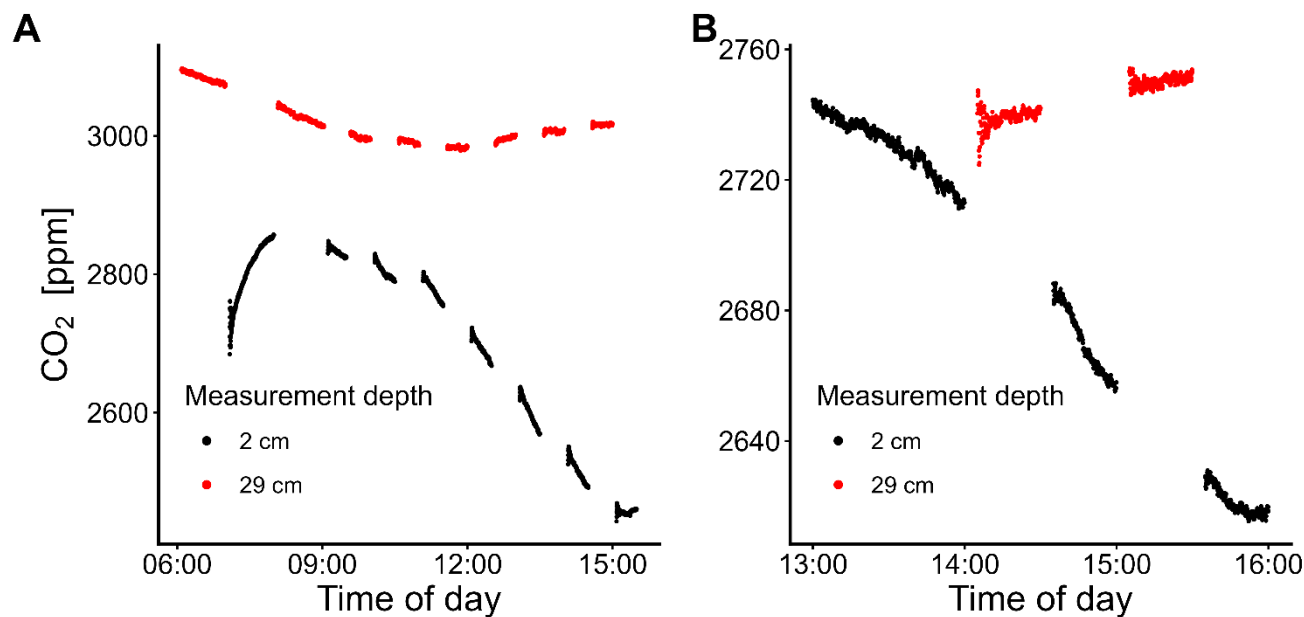 A
CO₂ [ppm]
3000
2800
2600
Measurement depth
2 cm
29 cm
06:00 09:00 12:00 15:00
Time of day
B
2760
2720
2680
2640
Measurement depth
2 cm
29 cm
13:00 14:00 15:00 16:00
Time of day